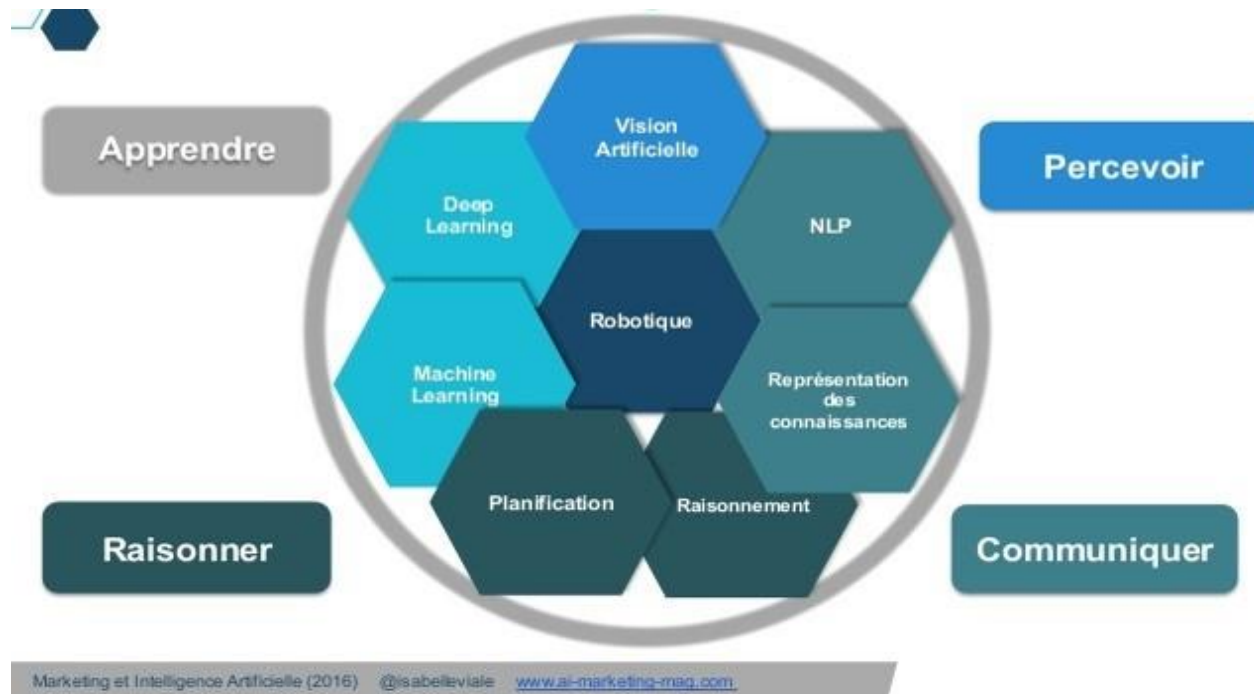 Apprendre
Vision
Artificielle
Percevoir
Deep
Learning
NLP
Robotique
Machine
Learning
Représentation
des
connaissances
Planification
Raisonnement
Raisonner
Communiquer
Marketing et Intelligence Artificielle (2016) @isabelleviale www.ai-marketing-mag.com